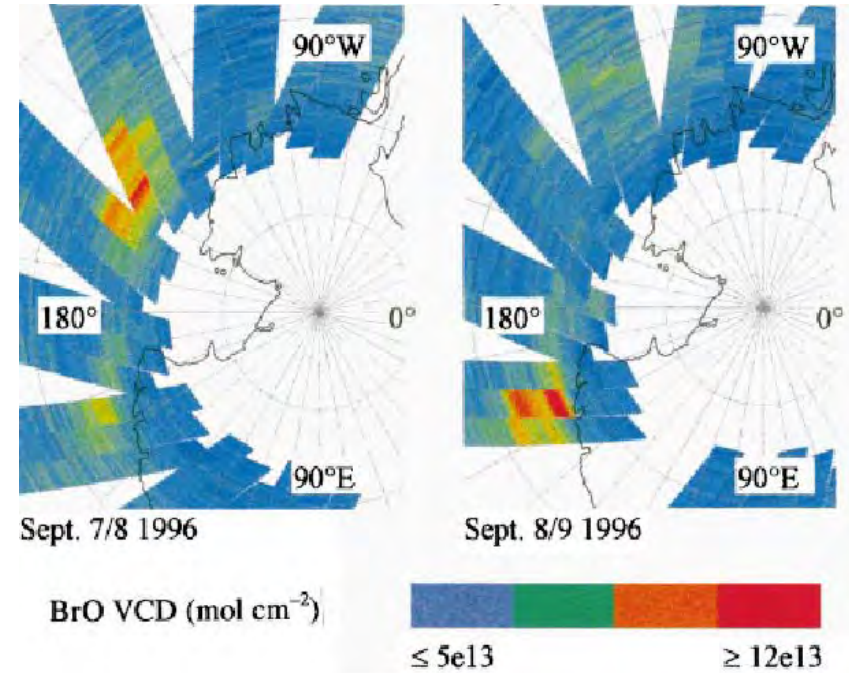 90°W
180°
0°
90°E
Sept. 7/8 1996
90°W
180°
0°
90°E
Sept. 8/9 1996
BrO VCD (mol cm⁻²)
≤ 5e13
≥ 12e13